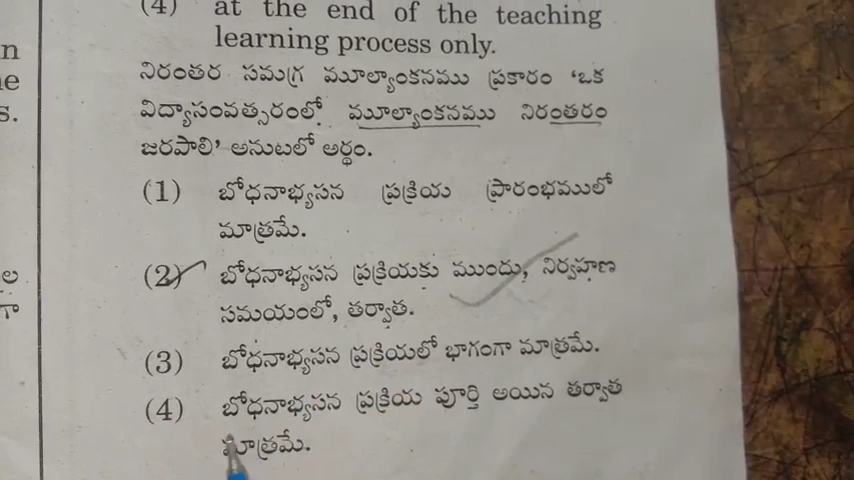 (4) at the end of the teaching
learning process only.
నిరంతర సమగ్ర మూల్యాంకనము ప్రకారం ‘ఒక
విద్యాసంవత్సరంలో మూల్యాంకనము నిరంతరం
జరపాలి’ అనుటలో అర్థం.
(1) బోధనాభ్యసన ప్రక్రియ ప్రారంభములో
మాత్రమే.
(2) బోధనాభ్యసన ప్రక్రియకు ముందు, నిర్వహణ
సమయంలో, తర్వాత.
(3) బోధనాభ్యసన ప్రక్రియలో భాగంగా మాత్రమే.
(4) బోధనాభ్యసన ప్రక్రియ పూర్తి అయిన తర్వాత
మాత్రమే.